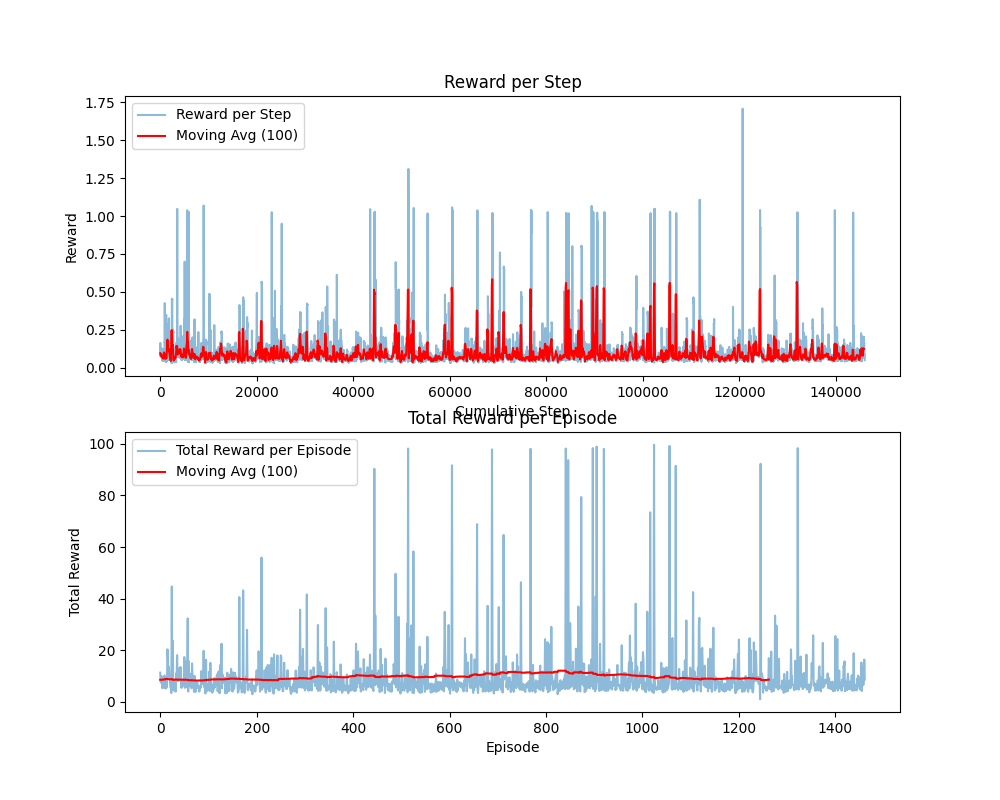 Reward per Step
1.75
1.50
1.25
1.00
0.75
0.50
0.25
0.00
Reward
Reward per Step
Moving Avg (100)
0 20000 40000 60000 80000 100000 120000 140000
Cumulative Step
Total Reward per Episode
100
80
60
40
20
0
Total Reward
Total Reward per Episode
Moving Avg (100)
0 200 400 600 800 1000 1200 1400
Episode